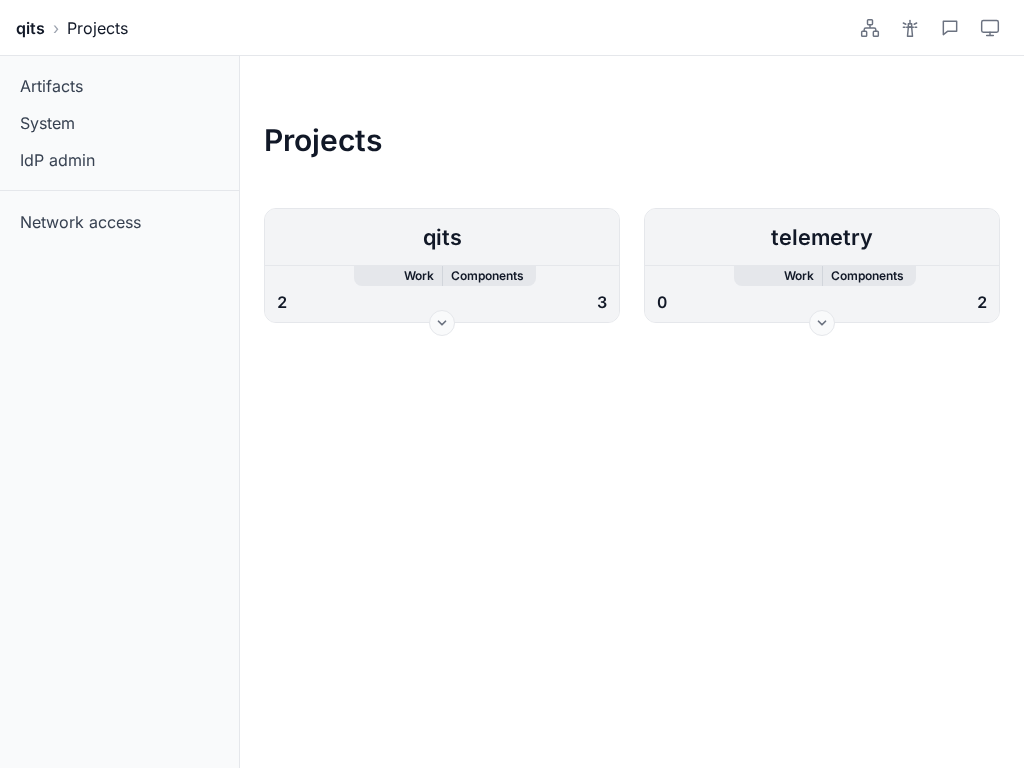 qits › Projects
Artifacts
System
IdP admin
Network access
Projects
qits
Work Components
2 3
telemetry
Work Components
0 2